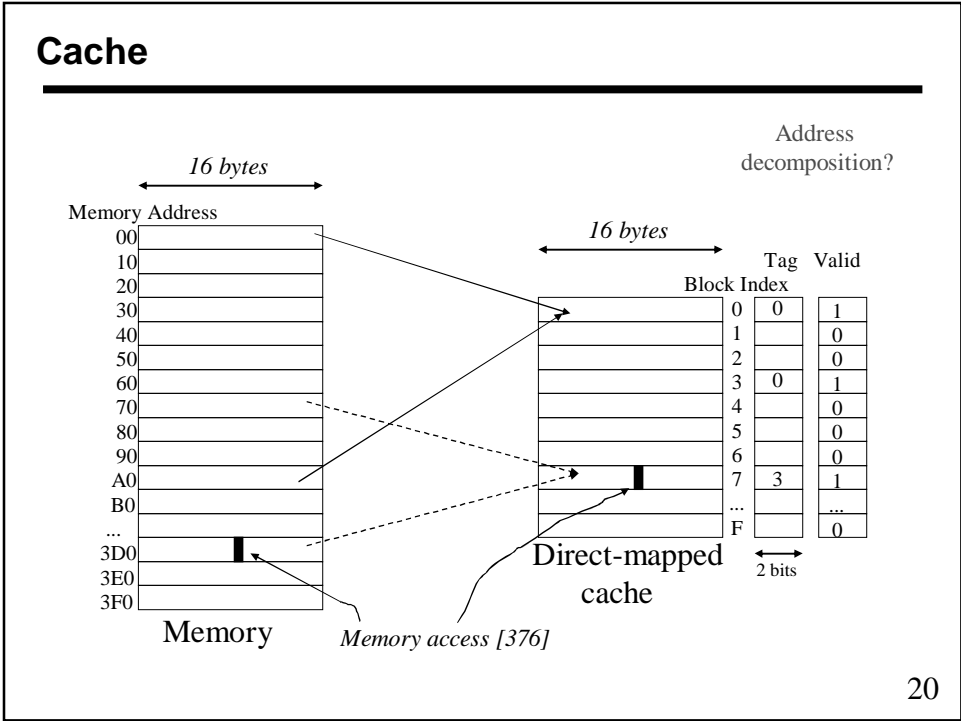 Cache
Address
decomposition?
16 bytes
Memory Address
00
10
20
30
40
50
60
70
80
90
A0
B0
...
3D0
3E0
3F0
Memory
16 bytes
Tag Valid
Block Index
0 0 1
1 0
2 0
3 0 1
4 0
5 0
6 0
7 3 1
... ...
F 0
Direct-mapped
cache
2 bits
Memory access [376]
20